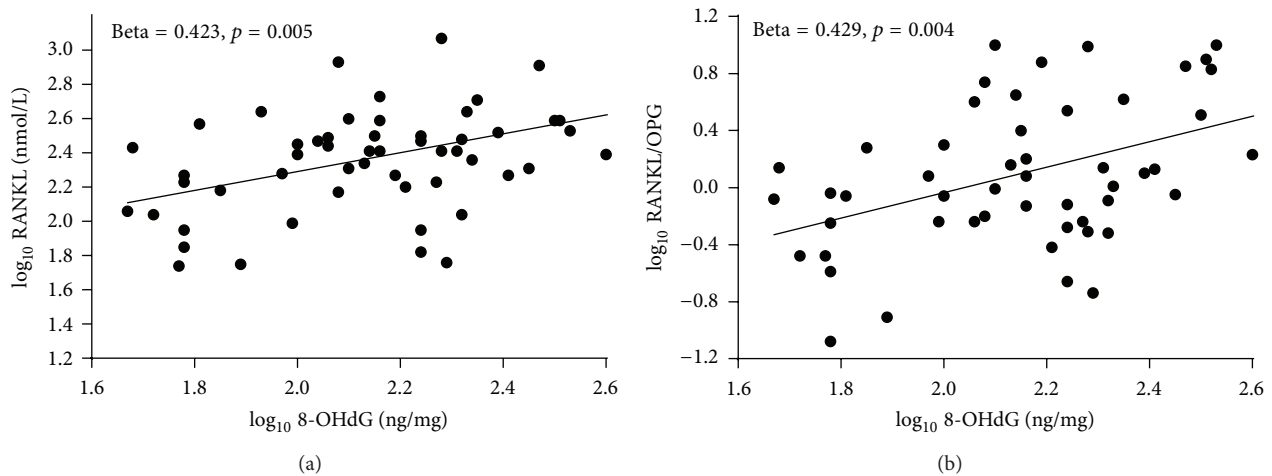 Beta = 0.423, p = 0.005
log10 RANKL (nmol/L)
3.0
2.8
2.6
2.4
2.2
2.0
1.8
1.6
1.4
1.2
1.6 1.8 2.0 2.2 2.4 2.6
log10 8-OHdG (ng/mg)
(a)
Beta = 0.429, p = 0.004
log10 RANKL/OPG
1.2
0.8
0.4
0.0
−0.4
−0.8
−1.2
1.6 1.8 2.0 2.2 2.4 2.6
log10 8-OHdG (ng/mg)
(b)